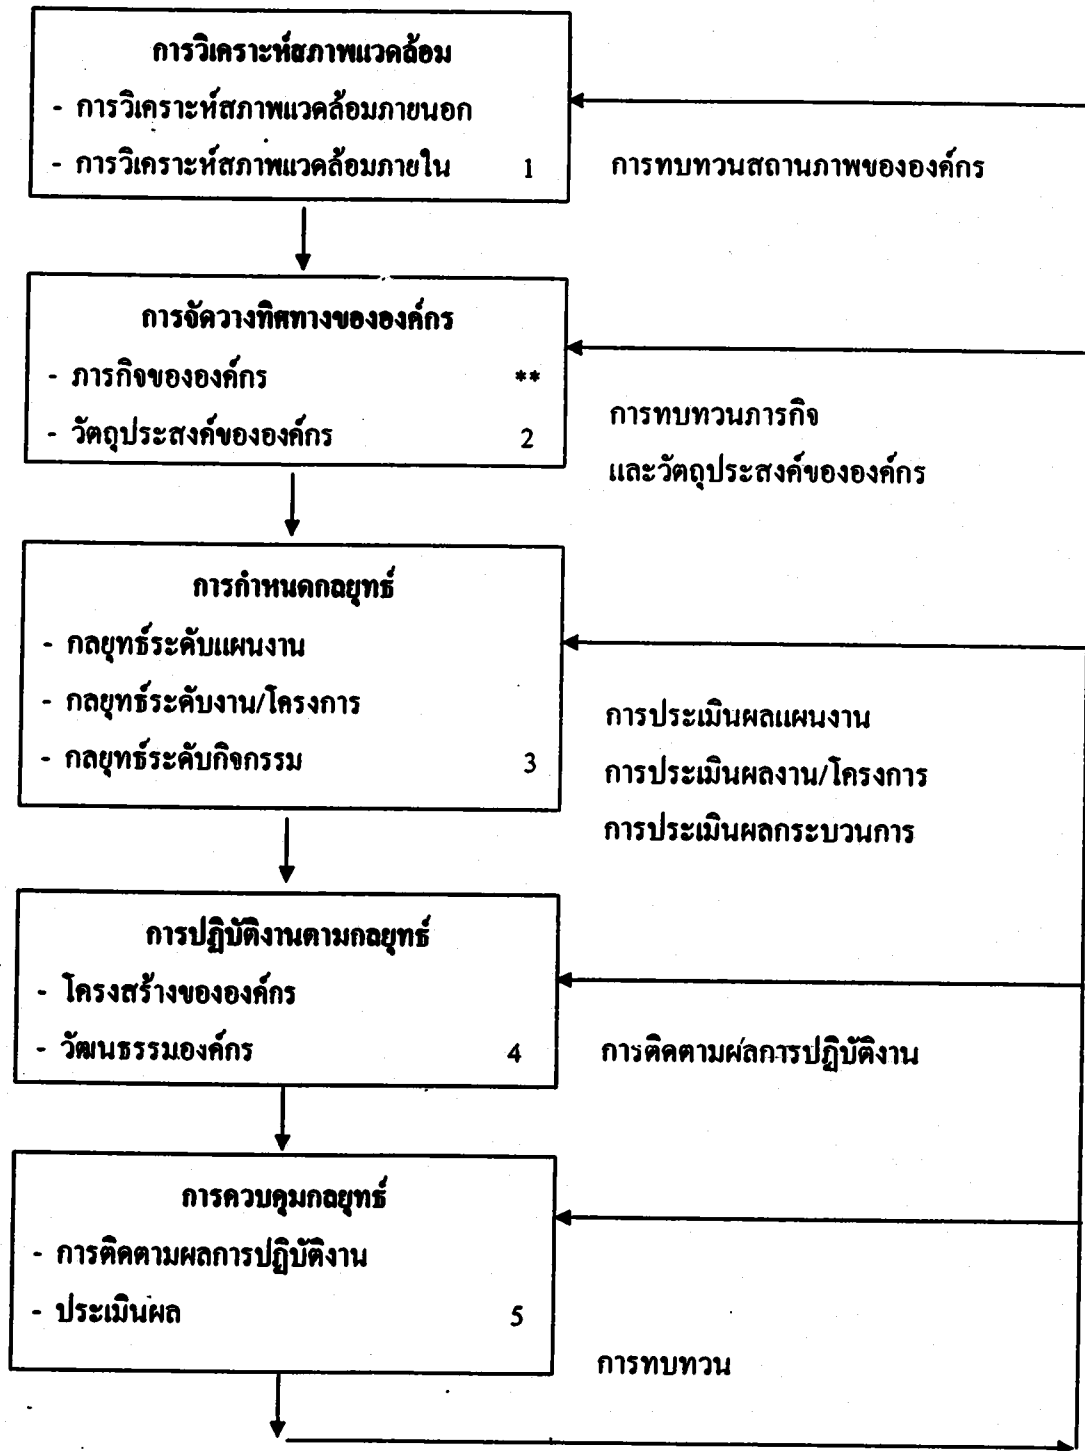 การวิเคราะห์สภาพแวดล้อม
- การวิเคราะห์สภาพแวดล้อมภายนอก
- การวิเคราะห์สภาพแวดล้อมภายใน 1
การทบทวนสถานภาพขององค์กร
การจัดวางทิศทางขององค์กร
- ภารกิจขององค์กร **
- วัตถุประสงค์ขององค์กร 2
การทบทวนภารกิจ
และวัตถุประสงค์ขององค์กร
การกำหนดกลยุทธ์
- กลยุทธ์ระดับแผนงาน
- กลยุทธ์ระดับงาน/โครงการ
- กลยุทธ์ระดับกิจกรรม 3
การประเมินผลแผนงาน
การประเมินผลงาน/โครงการ
การประเมินผลกระบวนการ
การปฏิบัติงานตามกลยุทธ์
- โครงสร้างขององค์กร
- วัฒนธรรมองค์กร 4
การติดตามผลการปฏิบัติงาน
การควบคุมกลยุทธ์
- การติดตามผลการปฏิบัติงาน
- ประเมินผล 5
การทบทวน